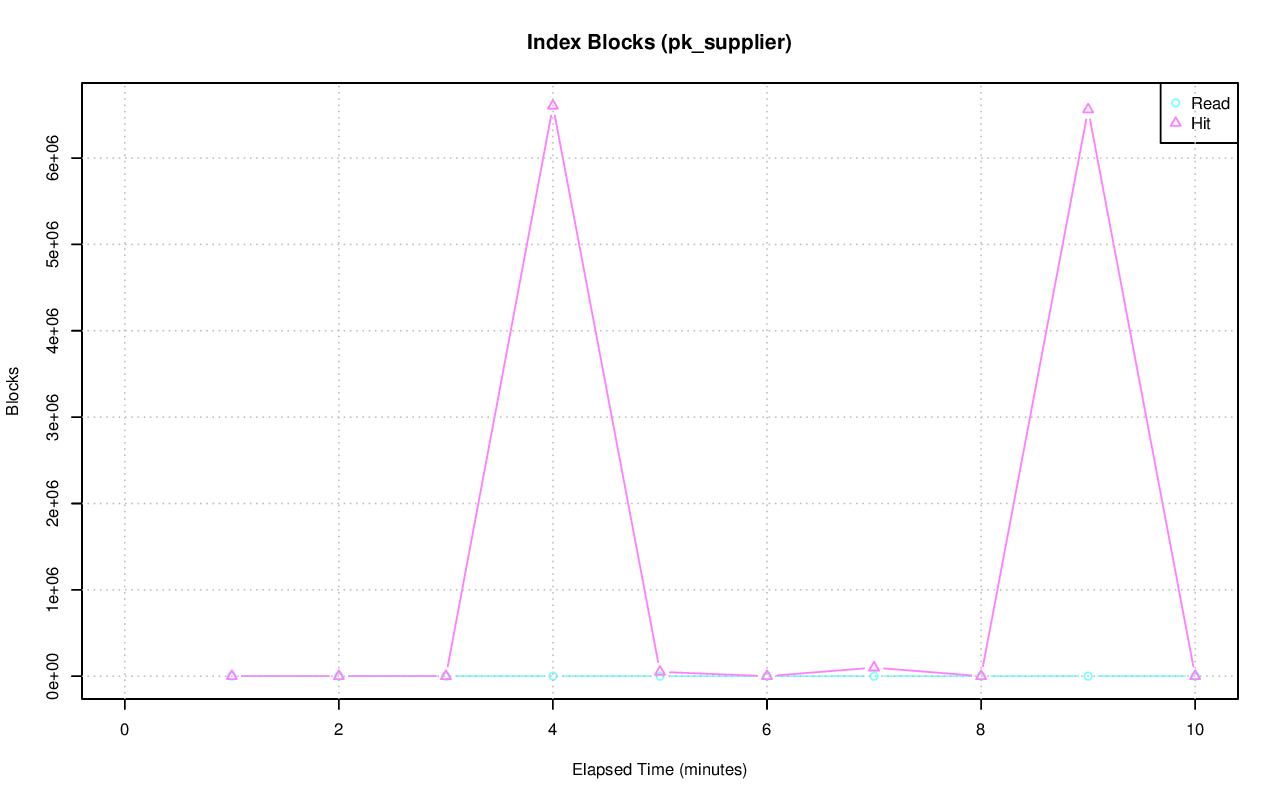 Index Blocks (pk_supplier)
Read
Hit
Blocks
6e+06
5e+06
4e+06
3e+06
2e+06
1e+06
0e+00
0 2 4 6 8 10
Elapsed Time (minutes)